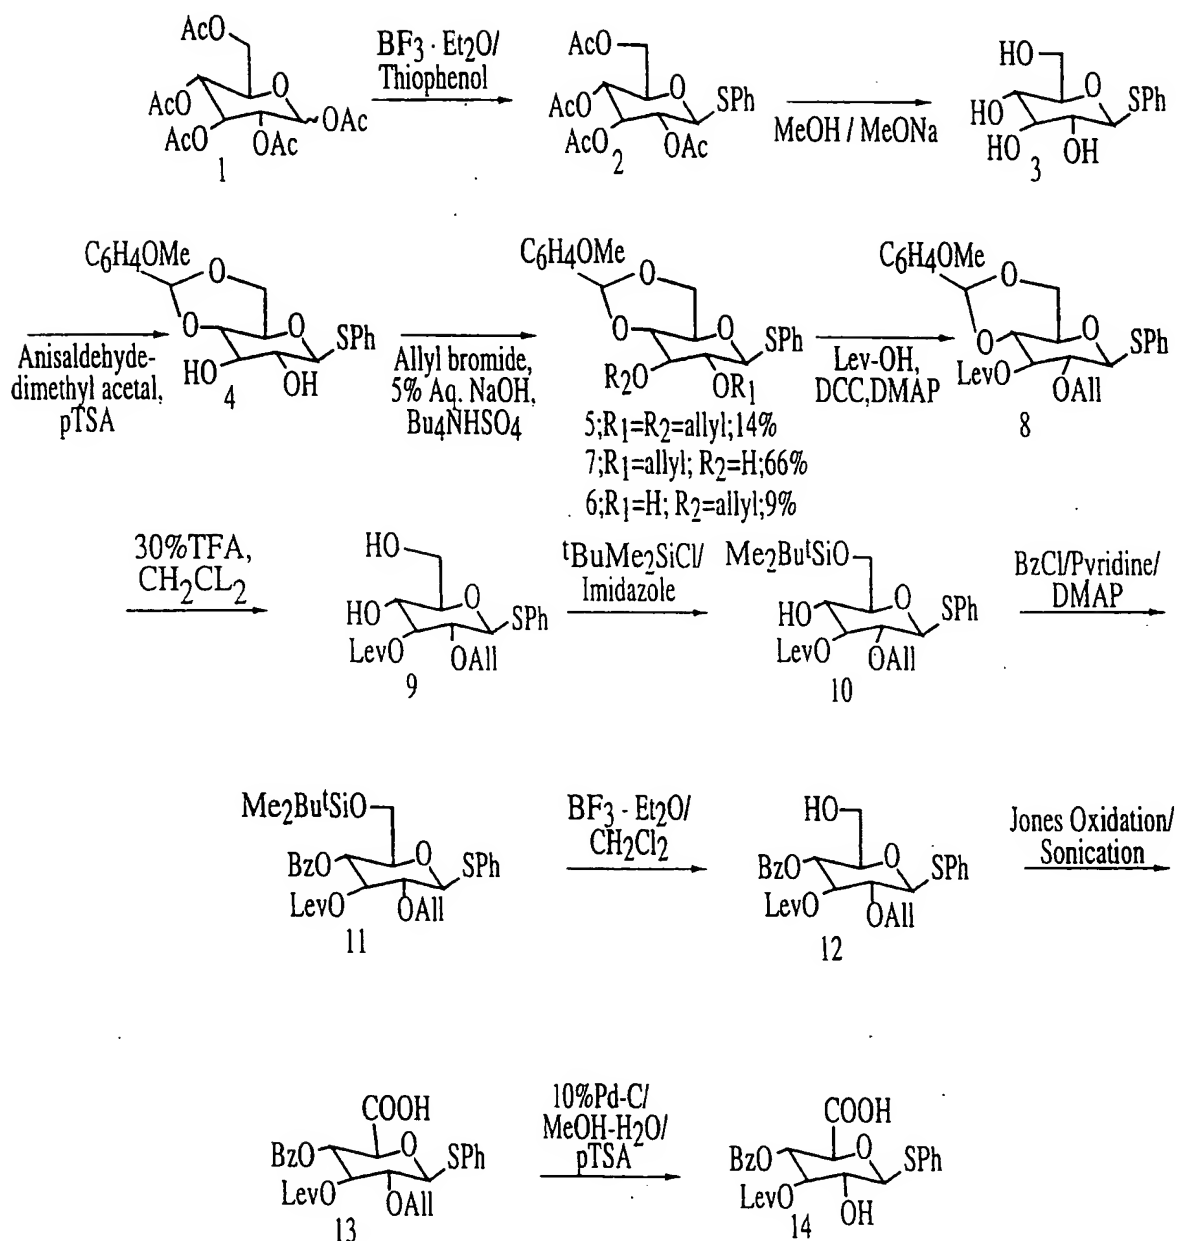 AcO
O
AcO
AcO
OAc
OAc
1
BF3 · Et2O/
Thiophenol
AcO
O
SPh
AcO
AcO
OAc
2
MeOH / MeONa
HO
O
SPh
HO
HO
OH
3
Anisaldehyde-
dimethyl acetal,
pTSA
C6H4OMe
O
O
O
SPh
HO
OH
4
Allyl bromide,
5% Aq. NaOH,
Bu4NHSO4
C6H4OMe
O
O
O
SPh
R2O
OR1
5;R1=R2=allyl;14%
7;R1=allyl; R2=H;66%
6;R1=H; R2=allyl;9%
Lev-OH,
DCC,DMAP
C6H4OMe
O
O
O
SPh
LevO
OAll
8
30%TFA,
CH2CL2
HO
O
SPh
HO
LevO
OAll
9
tBuMe2SiCl/
Imidazole
Me2ButSiO
O
SPh
HO
LevO
OAll
10
BzCl/Pyridine/
DMAP
Me2ButSiO
O
SPh
BzO
LevO
OAll
11
BF3 - Et2O/
CH2Cl2
HO
O
SPh
BzO
LevO
OAll
12
Jones Oxidation/
Sonication
COOH
O
SPh
BzO
LevO
OAll
13
10%Pd-C/
MeOH-H2O/
pTSA
COOH
O
SPh
BzO
LevO
OH
14